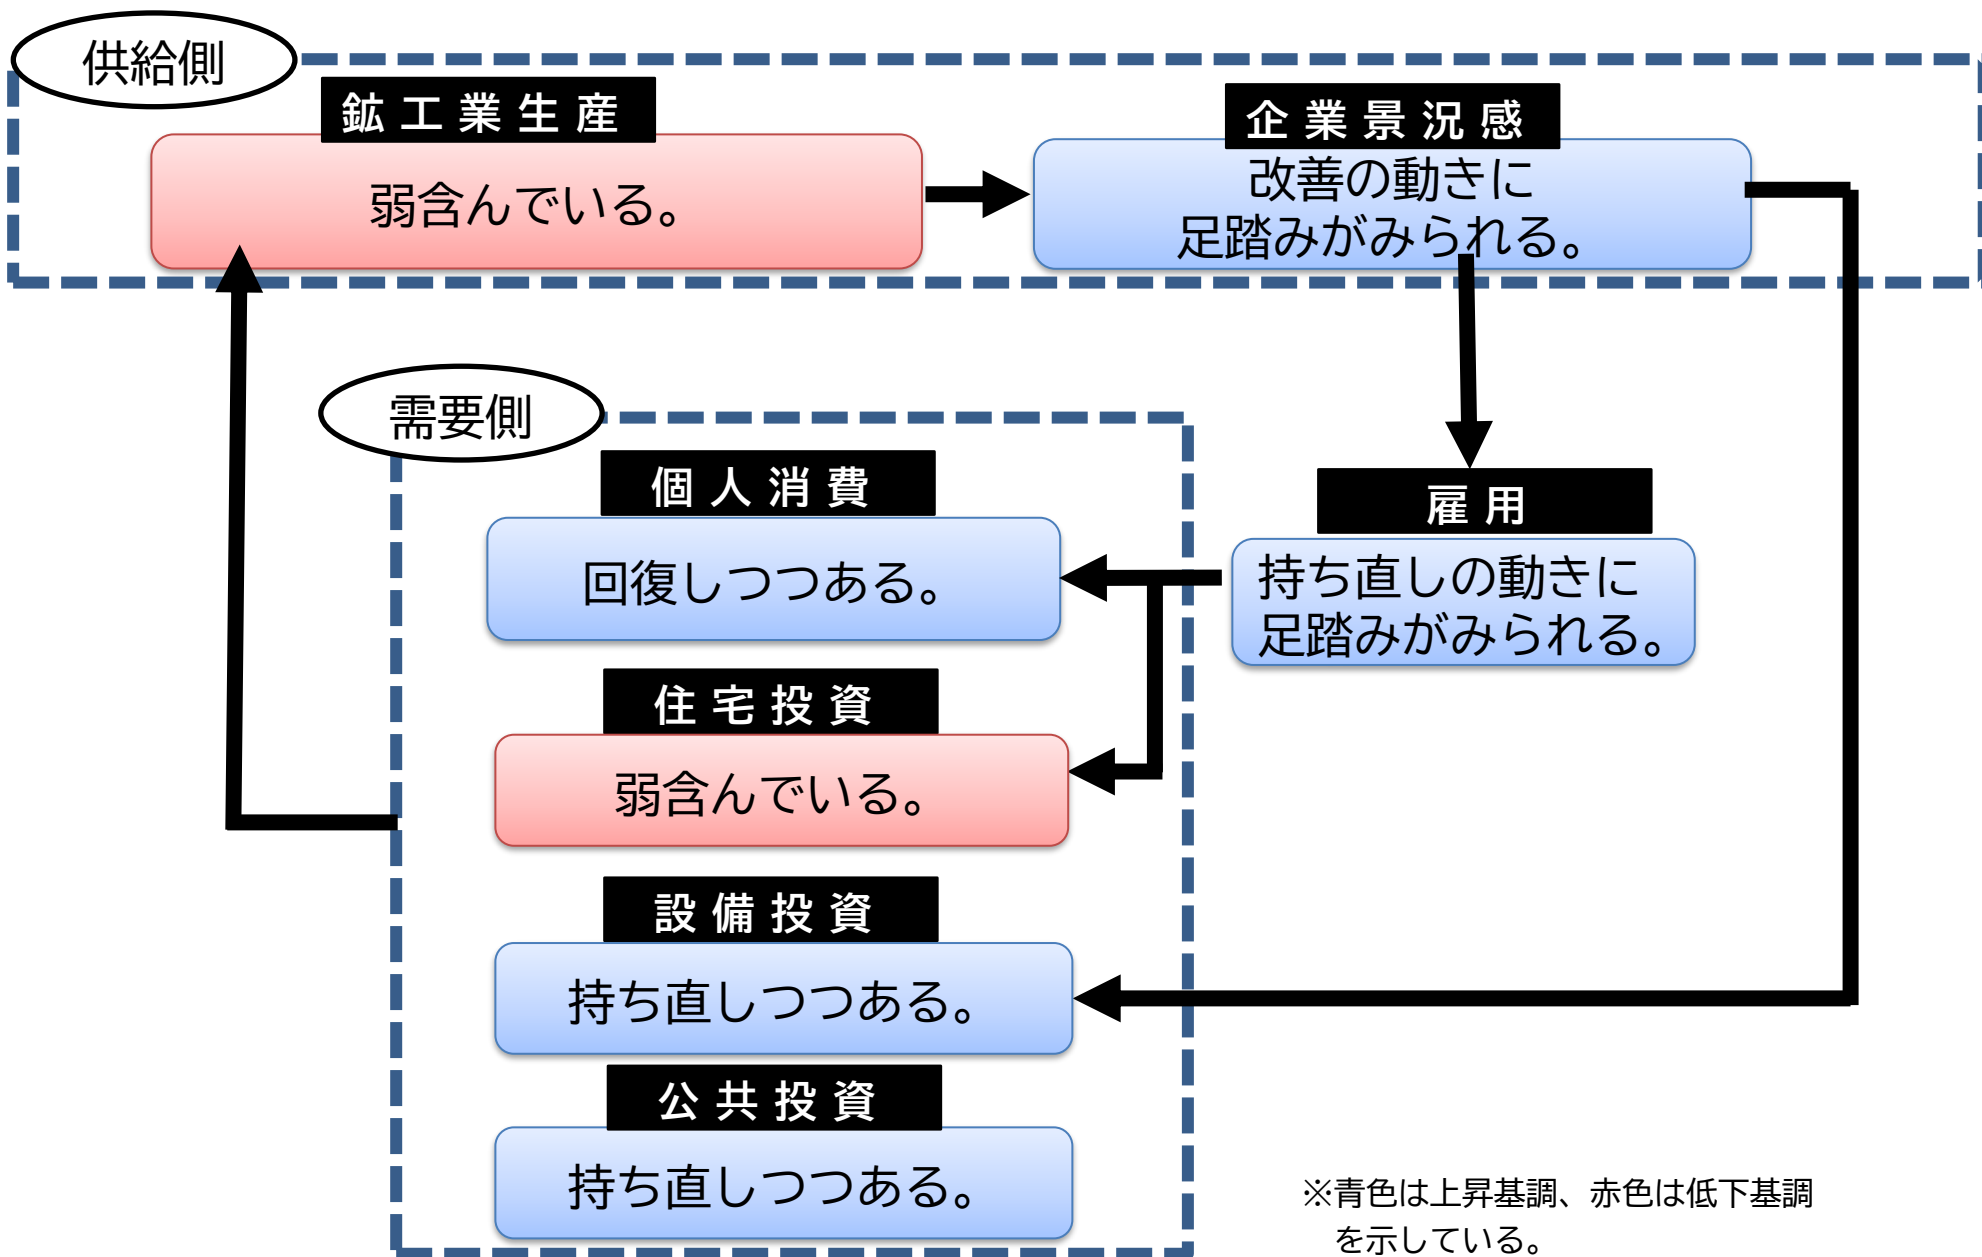 供給側
鉱工業生産
弱含んでいる。
企業景況感
改善の動きに
足踏みがみられる。
需要側
個人消費
回復しつつある。
雇用
持ち直しの動きに
足踏みがみられる。
住宅投資
弱含んでいる。
設備投資
持ち直しつつある。
公共投資
持ち直しつつある。
※青色は上昇基調、赤色は低下基調
を示している。